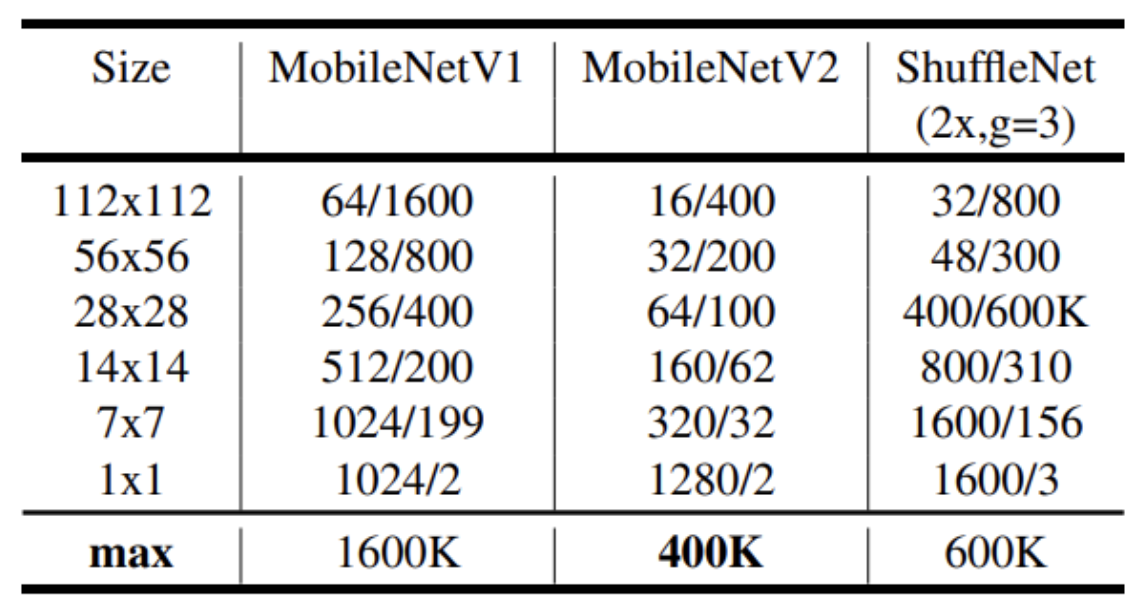 Size MobileNetV1 MobileNetV2 ShuffleNet
(2x,g=3)
112x112 64/1600 16/400 32/800
56x56 128/800 32/200 48/300
28x28 256/400 64/100 400/600K
14x14 512/200 160/62 800/310
7x7 1024/199 320/32 1600/156
1x1 1024/2 1280/2 1600/3
max 1600K 400K 600K